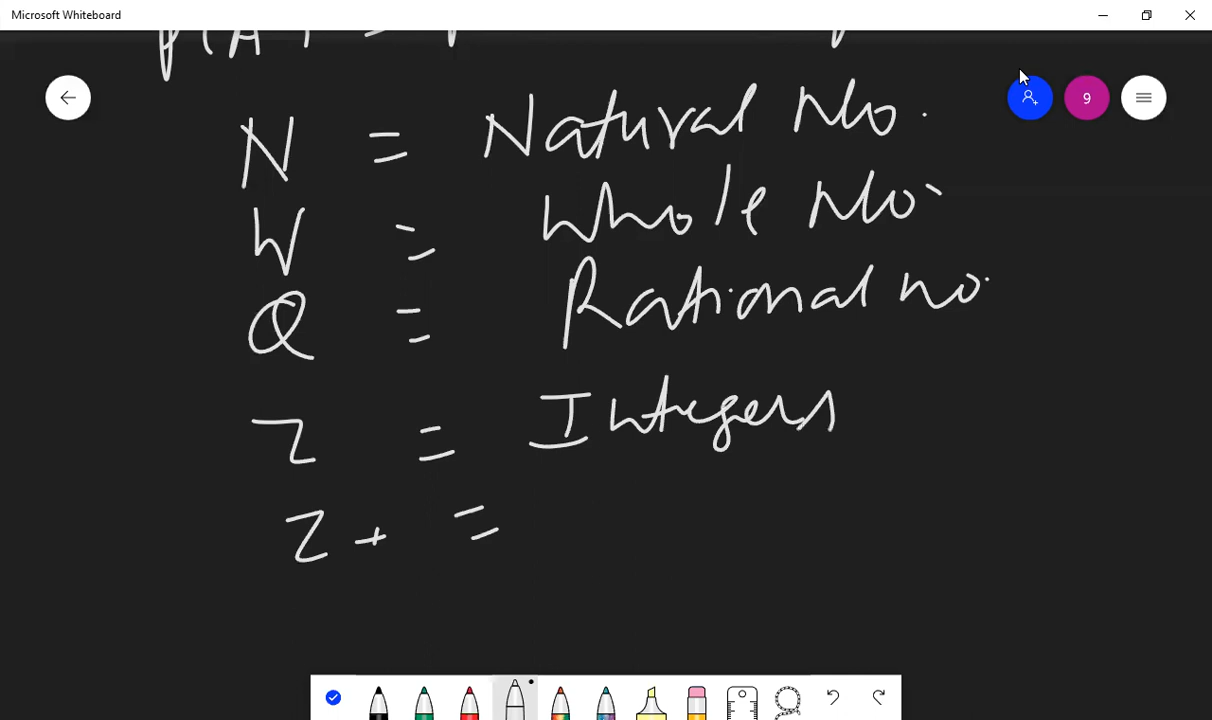 Microsoft Whiteboard
9
N = Natural No.
W = Whole No.
Q = Rational no.
Z = Integers
Z+ =